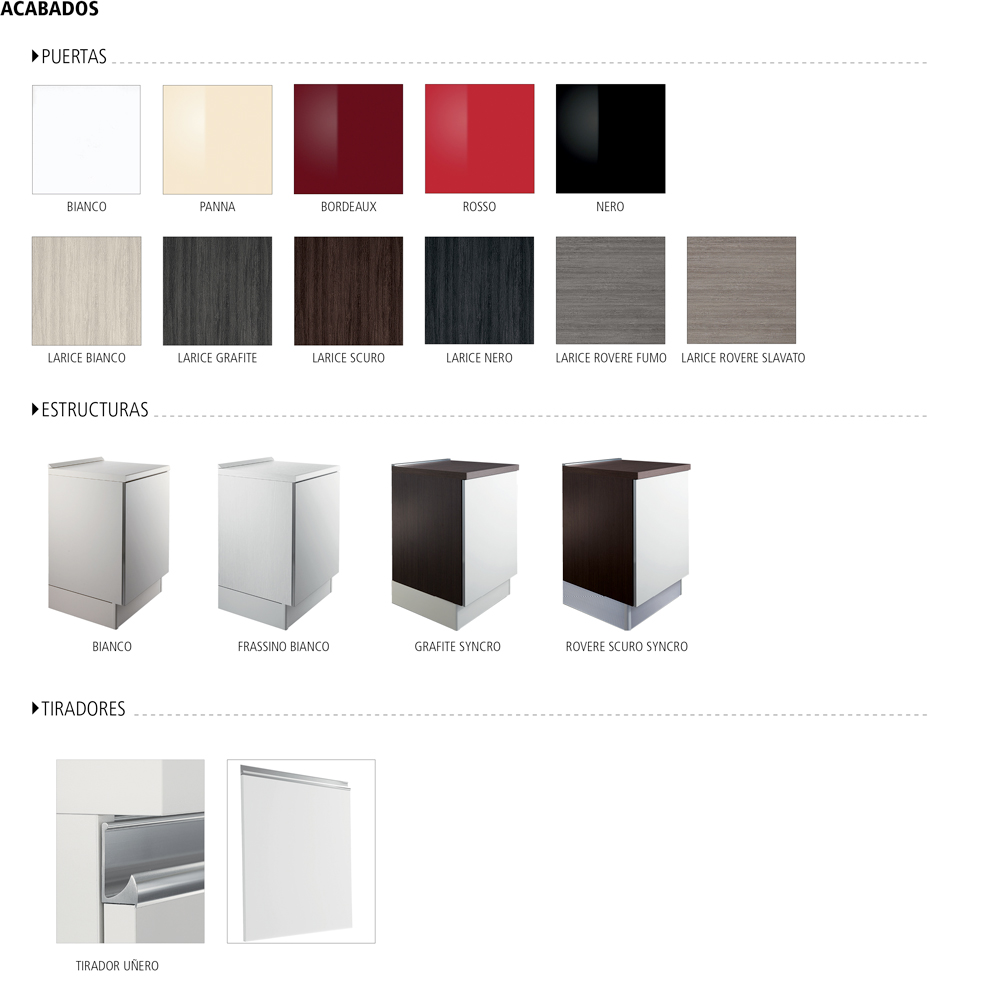 ACABADOS
PUERTAS
BIANCO
PANNA
BORDEAUX
ROSSO
NERO
LARICE BIANCO
LARICE GRAFITE
LARICE SCURO
LARICE NERO
LARICE ROVERE FUMO
LARICE ROVERE SLAVATO
ESTRUCTURAS
BIANCO
FRASSINO BIANCO
GRAFITE SYNCRO
ROVERE SCURO SYNCRO
TIRADORES
TIRADOR UÑERO